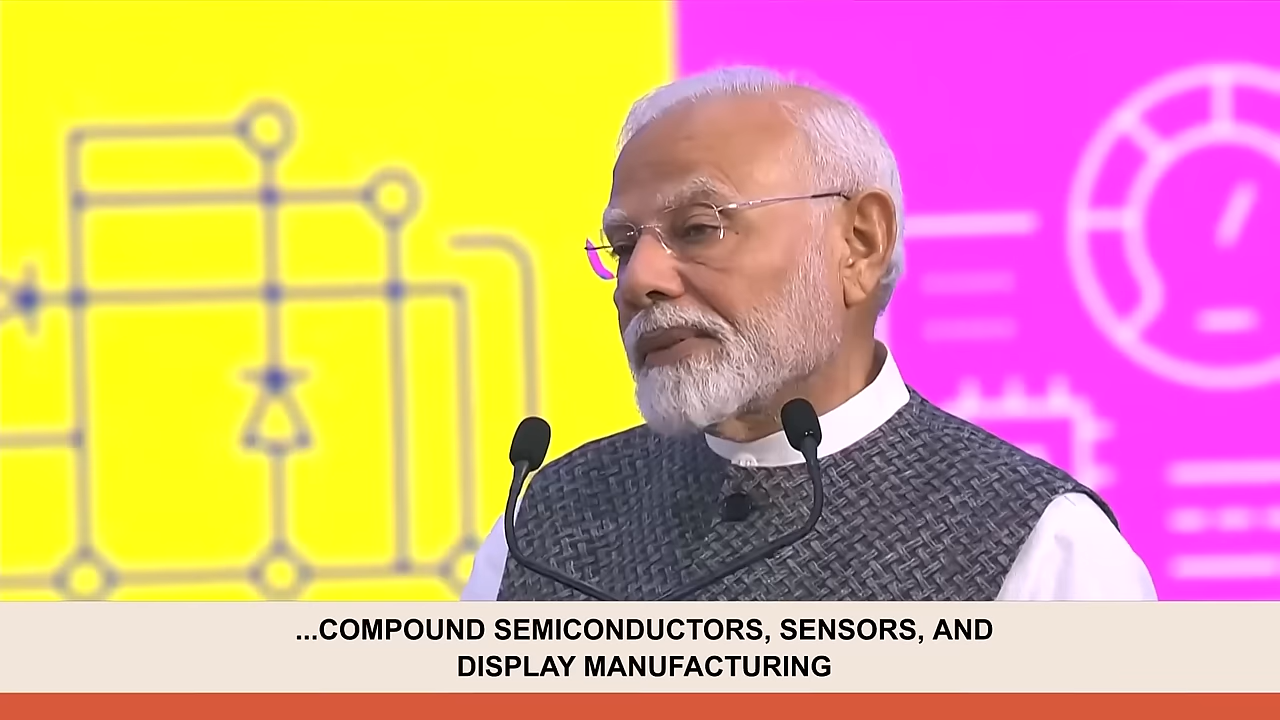 ...COMPOUND SEMICONDUCTORS, SENSORS, AND
DISPLAY MANUFACTURING